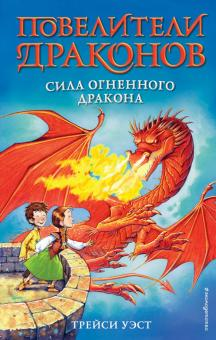 ПОВЕЛИТЕЛИ
ДРАКОНОВ
СИЛА ОГНЕННОГО
ДРАКОНА
ТРЕЙСИ УЭСТ